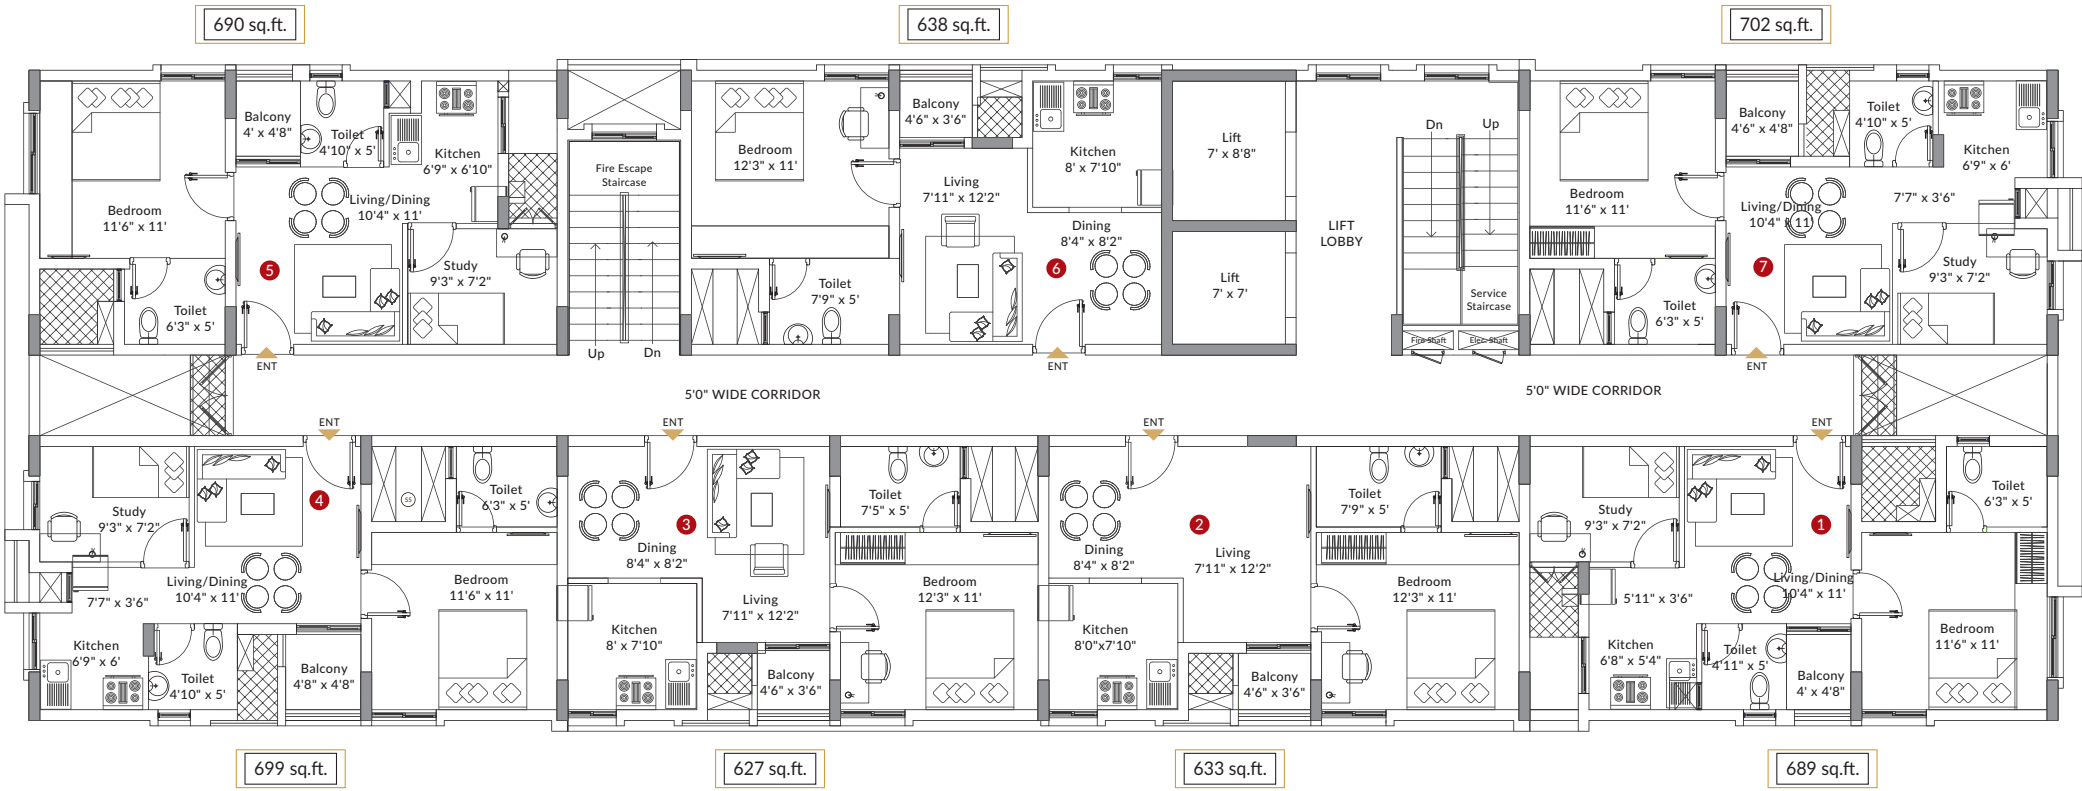 690 sq.ft.
638 sq.ft.
702 sq.ft.
Balcony
4' x 4'8"
Toilet
4'10" x 5'
Kitchen
6'9" x 6'10"
Living/Dining
10'4" x 11'
Bedroom
11'6" x 11'
5
Study
9'3" x 7'2"
Toilet
6'3" x 5'
ENT
Fire Escape
Staircase
Up
Dn
Bedroom
12'3" x 11'
Balcony
4'6" x 3'6"
Kitchen
8' x 7'10"
Living
7'11" x 12'2"
Dining
8'4" x 8'2"
6
Toilet
7'9" x 5'
ENT
Lift
7' x 8'8"
Lift
7' x 7'
LIFT
LOBBY
Dn
Up
Service
Staircase
Fire Shaft
Elec. Shaft
Bedroom
11'6" x 11'
Balcony
4'6" x 4'8"
Toilet
4'10" x 5'
Kitchen
6'9" x 6'
7'7" x 3'6"
Living/Dining
10'4" x 11'
7
Study
9'3" x 7'2"
Toilet
6'3" x 5'
ENT
5'0" WIDE CORRIDOR
5'0" WIDE CORRIDOR
ENT
4
Study
9'3" x 7'2"
Living/Dining
10'4" x 11'
7'7" x 3'6"
Kitchen
6'9" x 6'
Toilet
4'10" x 5'
Balcony
4'8" x 4'8"
SS
Toilet
6'3" x 5'
Bedroom
11'6" x 11'
ENT
3
Dining
8'4" x 8'2"
Living
7'11" x 12'2"
Kitchen
8' x 7'10"
Balcony
4'6" x 3'6"
Toilet
7'5" x 5'
Bedroom
12'3" x 11'
ENT
2
Dining
8'4" x 8'2"
Living
7'11" x 12'2"
Kitchen
8'0"x7'10"
Balcony
4'6" x 3'6"
Toilet
7'9" x 5'
Bedroom
12'3" x 11'
ENT
1
Study
9'3" x 7'2"
Living/Dining
10'4" x 11'
5'11" x 3'6"
Kitchen
6'8" x 5'4"
Toilet
4'11" x 5'
Balcony
4' x 4'8"
Toilet
6'3" x 5'
Bedroom
11'6" x 11'
699 sq.ft.
627 sq.ft.
633 sq.ft.
689 sq.ft.